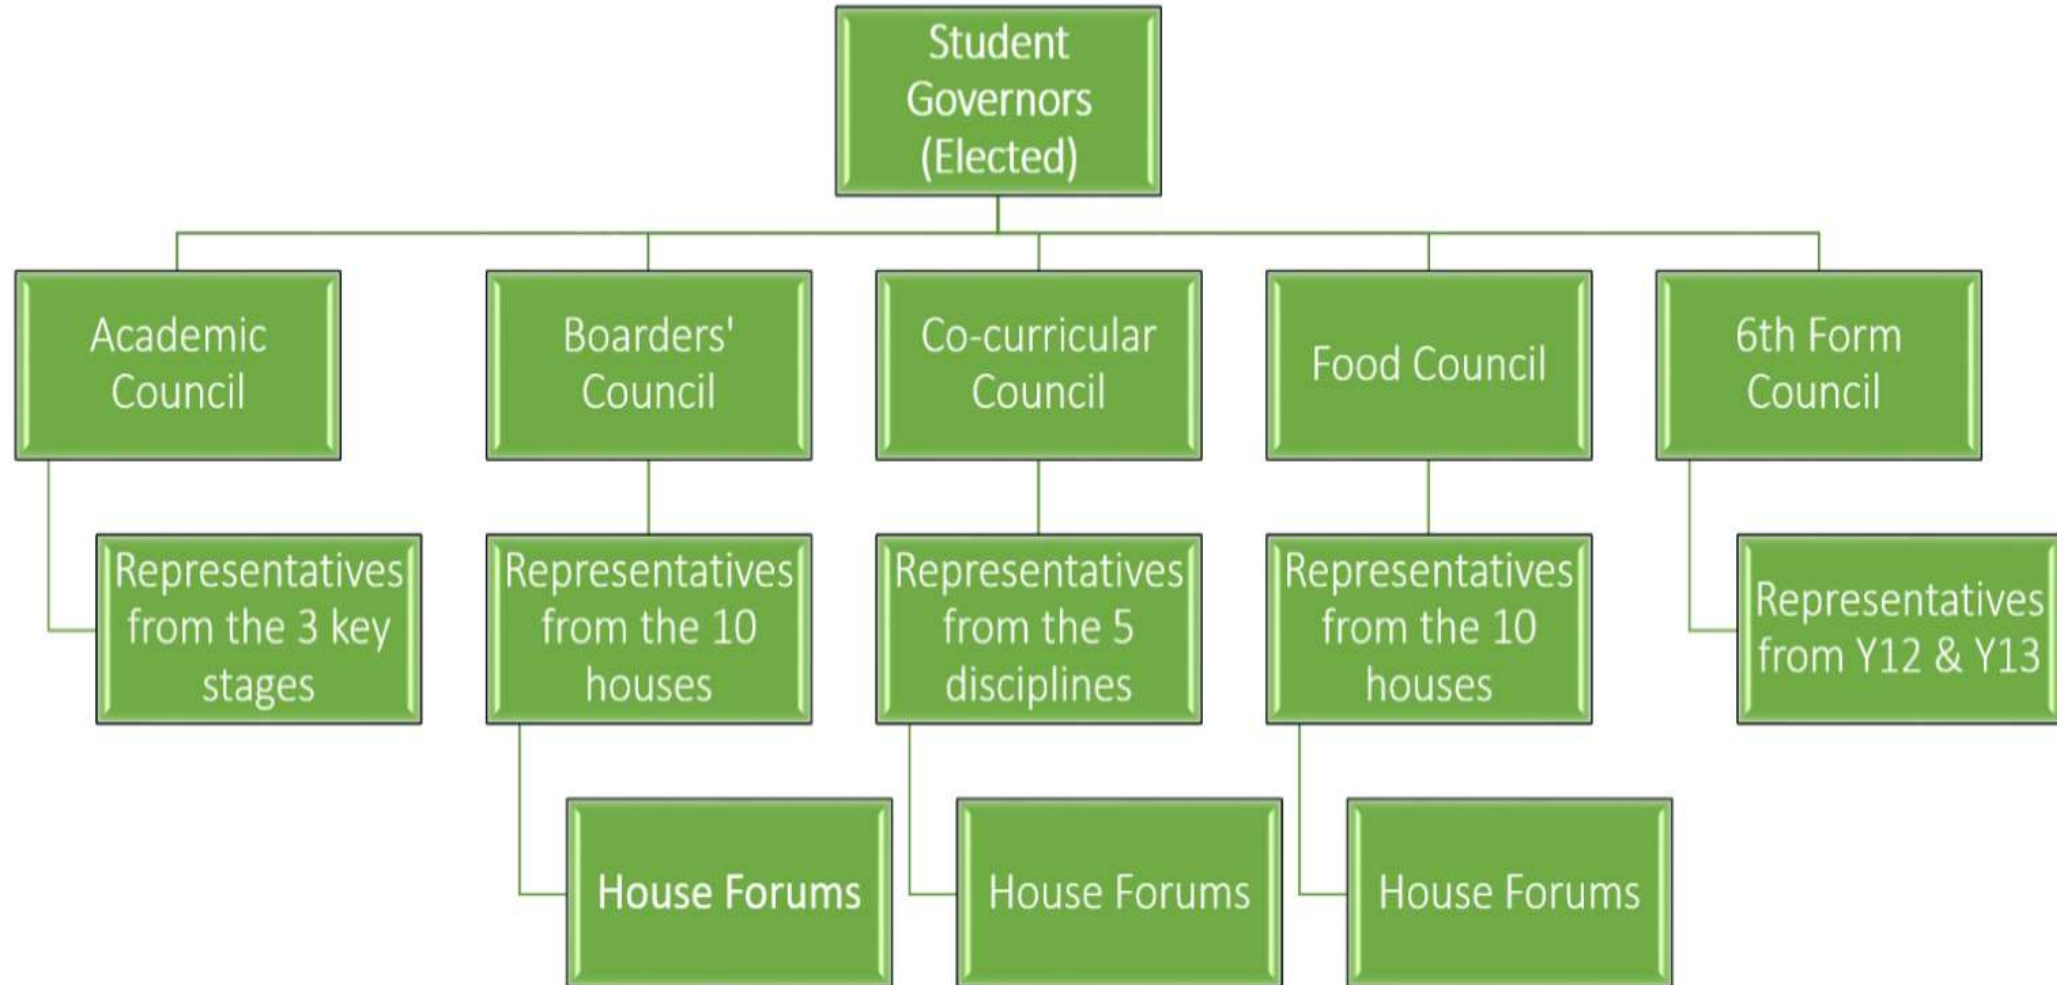 Student
Governors
(Elected)
Academic
Council
Boarders'
Council
Co-curricular
Council
Food Council
6th Form
Council
Representatives
from the 3 key
stages
Representatives
from the 10
houses
Representatives
from the 5
disciplines
Representatives
from the 10
houses
Representatives
from Y12 & Y13
House Forums
House Forums
House Forums